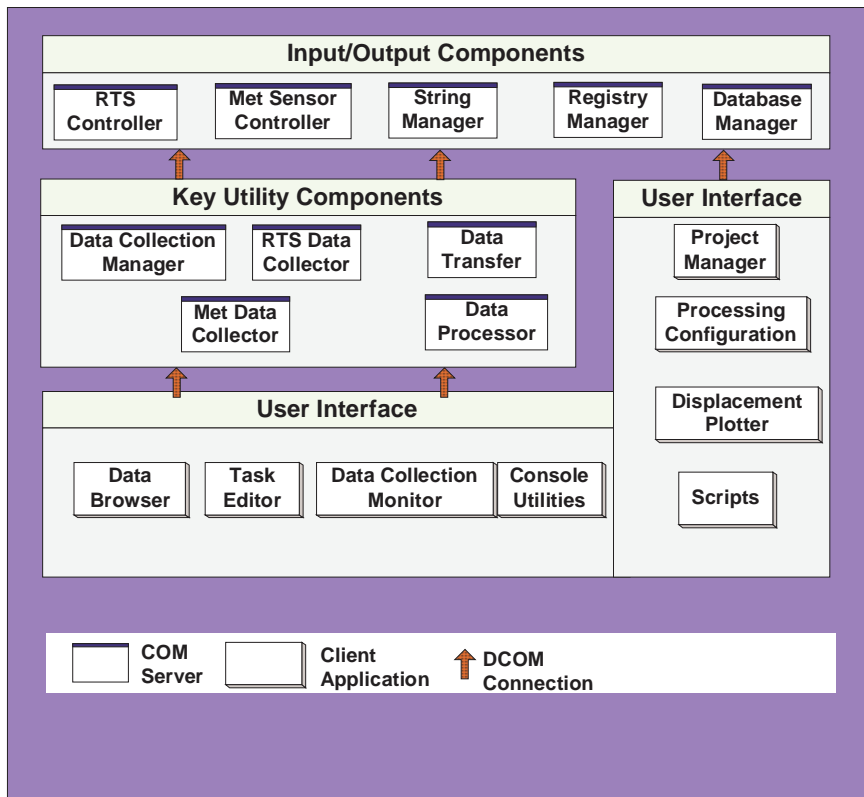 Input/Output Components
RTS
Controller
Met Sensor
Controller
String
Manager
Registry
Manager
Database
Manager
Key Utility Components
Data Collection
Manager
RTS Data
Collector
Data
Transfer
Met Data
Collector
Data
Processor
User Interface
Project
Manager
Processing
Configuration
Displacement
Plotter
Scripts
User Interface
Data
Browser
Task
Editor
Data Collection
Monitor
Console
Utilities
COM
Server
Client
Application
DCOM
Connection